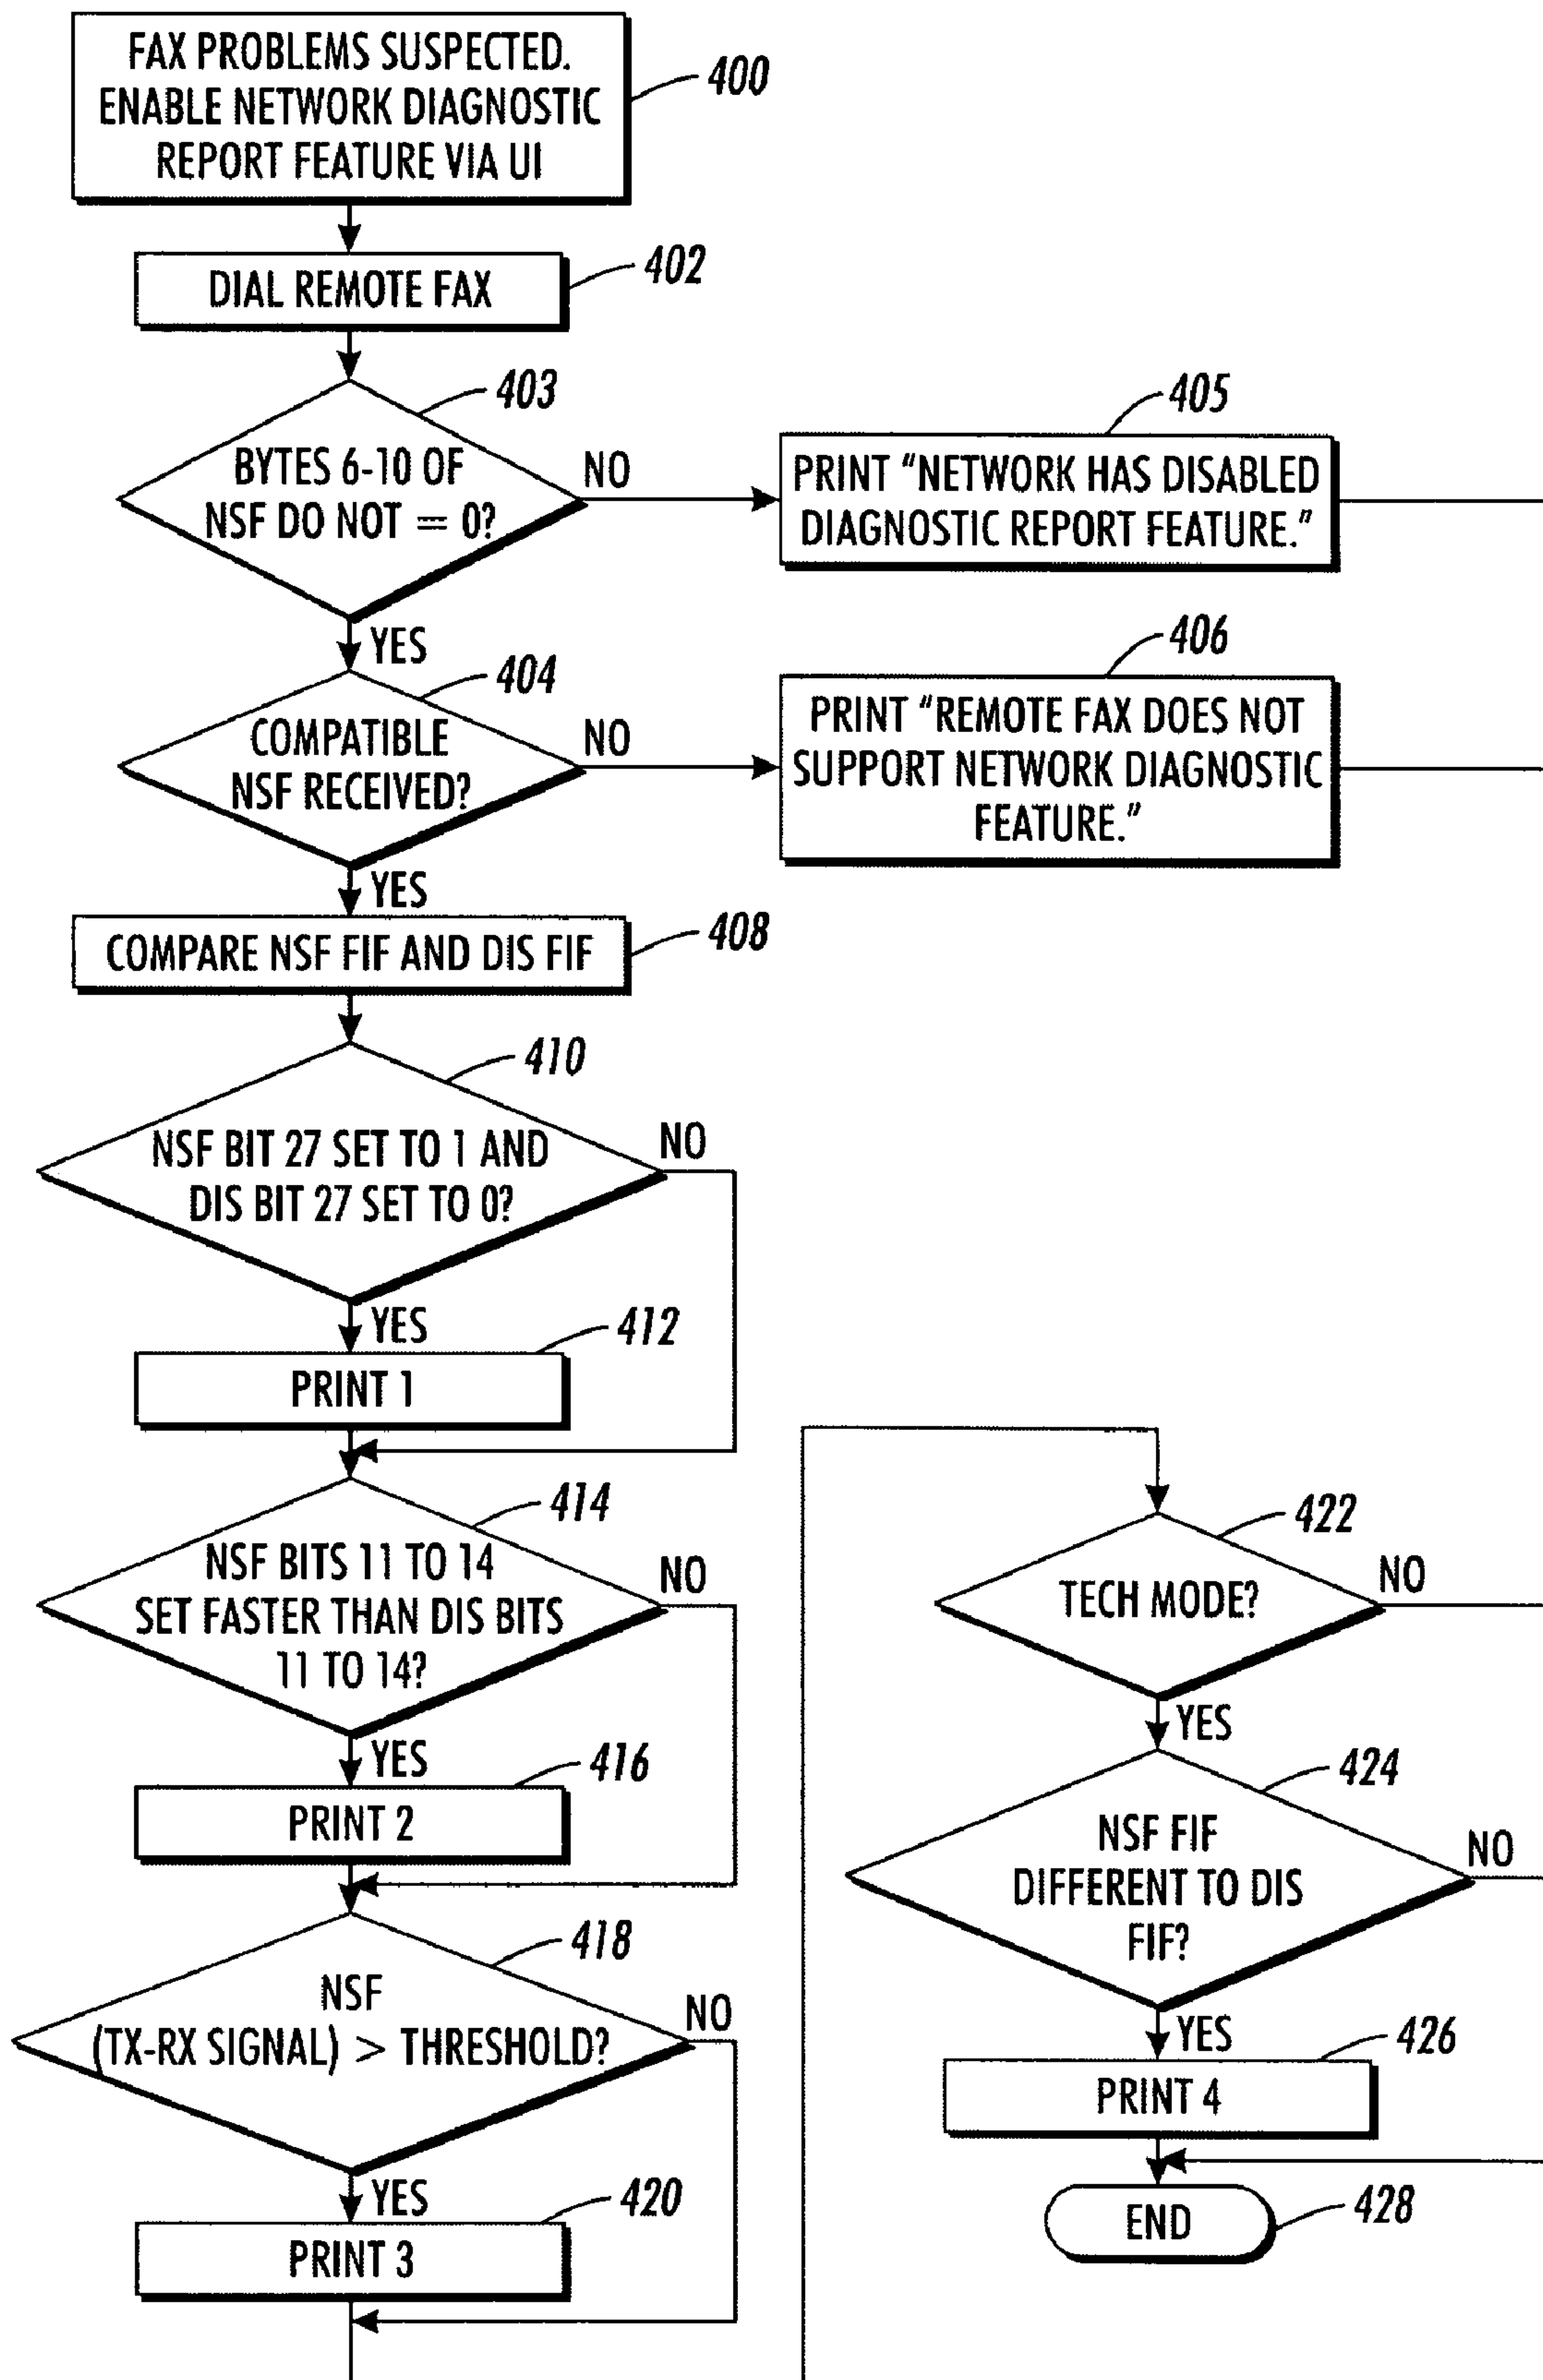 FAX PROBLEMS SUSPECTED.
ENABLE NETWORK DIAGNOSTIC
REPORT FEATURE VIA UI
400
DIAL REMOTE FAX
402
403
BYTES 6-10 OF
NSF DO NOT = 0?
NO
YES
405
PRINT "NETWORK HAS DISABLED
DIAGNOSTIC REPORT FEATURE."
404
COMPATIBLE
NSF RECEIVED?
NO
YES
406
PRINT "REMOTE FAX DOES NOT
SUPPORT NETWORK DIAGNOSTIC
FEATURE."
COMPARE NSF FIF AND DIS FIF
408
410
NSF BIT 27 SET TO 1 AND
DIS BIT 27 SET TO 0?
NO
YES
412
PRINT 1
414
NSF BITS 11 TO 14
SET FASTER THAN DIS BITS
11 TO 14?
NO
YES
416
PRINT 2
418
NSF
(TX-RX SIGNAL) > THRESHOLD?
NO
YES
420
PRINT 3
422
TECH MODE?
NO
YES
424
NSF FIF
DIFFERENT TO DIS
FIF?
NO
YES
426
PRINT 4
END
428